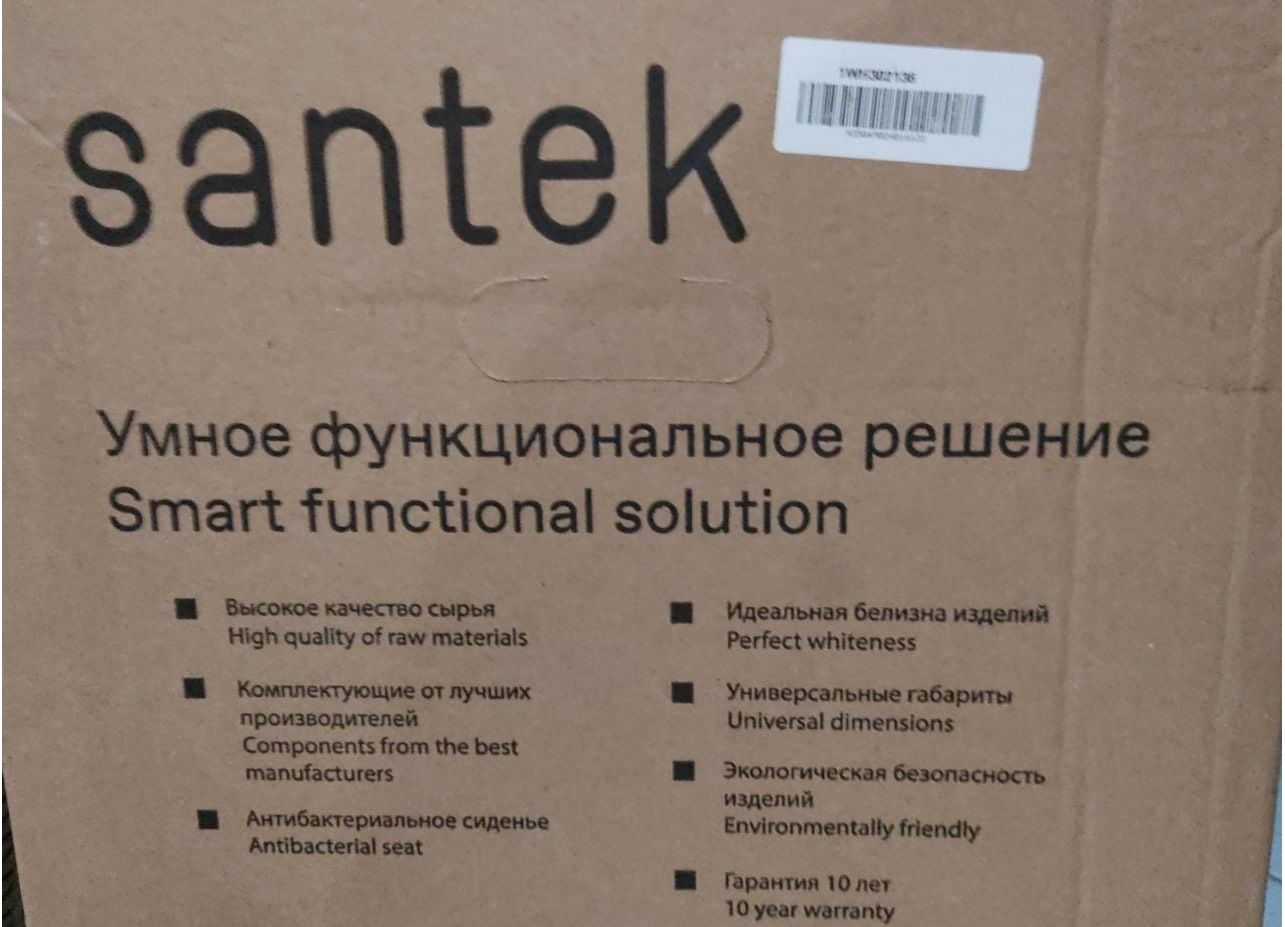 santek
1WH302136
Умное функциональное решение
Smart functional solution
Высокое качество сырья
High quality of raw materials
Комплектующие от лучших
производителей
Components from the best
manufacturers
Антибактериальное сиденье
Antibacterial seat
Идеальная белизна изделий
Perfect whiteness
Универсальные габариты
Universal dimensions
Экологическая безопасность
изделий
Environmentally friendly
Гарантия 10 лет
10 year warranty